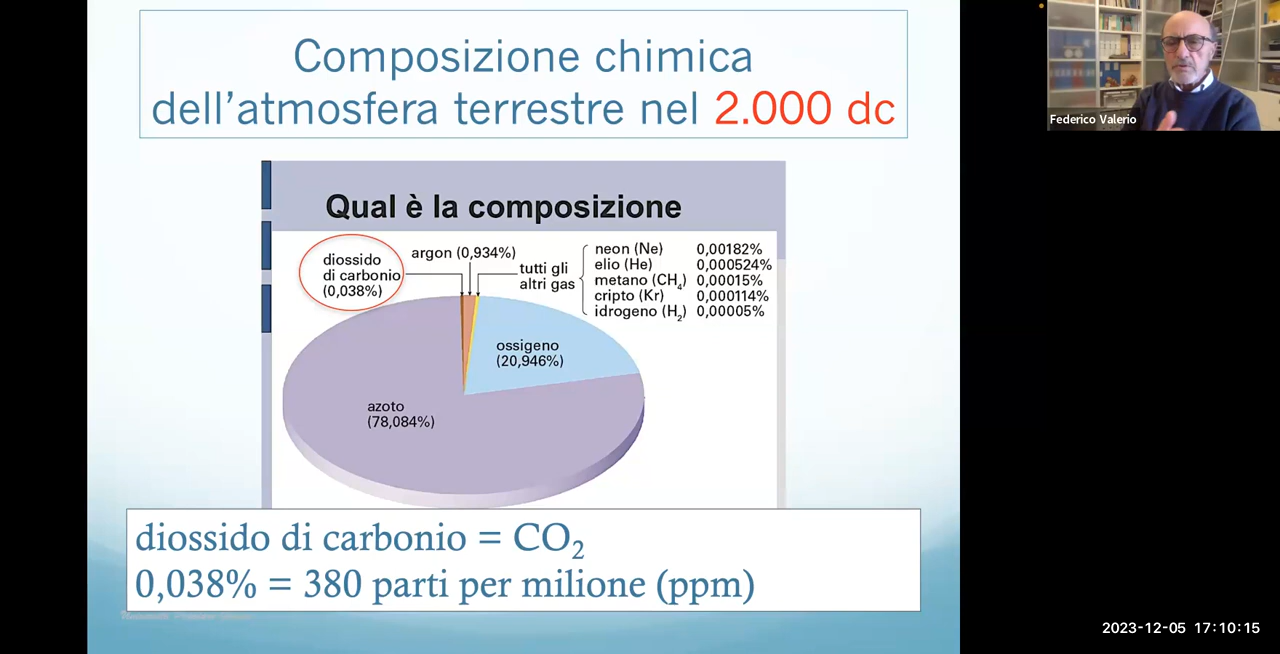 Composizione chimica
dell'atmosfera terrestre nel 2.000 dc
Federico Valerio
Qual è la composizione
diossido
di carbonio
(0,038%)
argon (0,934%)
tutti gli
altri gas
neon (Ne) 0,00182%
elio (He) 0,000524%
metano (CH₄) 0,00015%
cripto (Kr) 0,000114%
idrogeno (H₂) 0,00005%
ossigeno
(20,946%)
azoto
(78,084%)
diossido di carbonio = CO₂
0,038% = 380 parti per milione (ppm)
2023-12-05 17:10:15